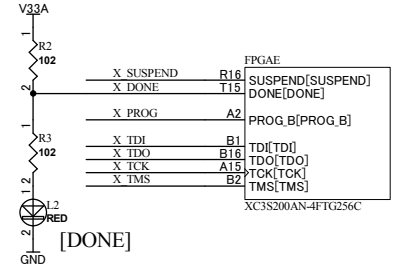 V33A
1
R2
102
2
1
R3
102
2
1
L2
RED
2
[DONE]
GND
FPGAE
X_SUSPEND R16 SUSPEND[SUSPEND]
X_DONE T15 DONE[DONE]
X_PROG A2 PROG_B[PROG_B]
X_TDI B1 TDI[TDI]
X_TDO B16 TDO[TDO]
X_TCK A15 TCK[TCK]
X_TMS B2 TMS[TMS]
XC3S200AN-4FTG256C